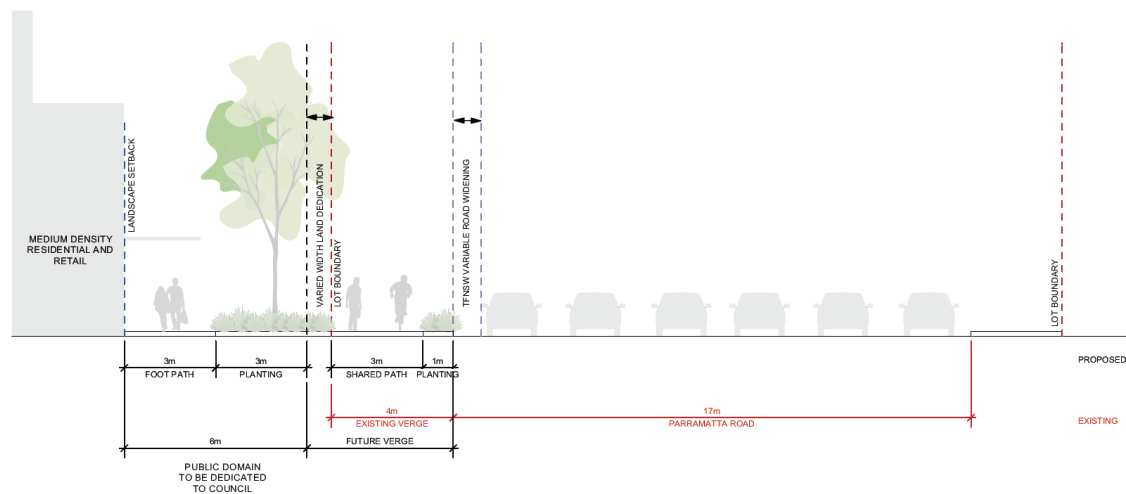 LANDSCAPE SETBACK
VARIED WIDTH LAND DEDICATION
LOT BOUNDARY
TFNSW VARIABLE ROAD WIDENING
LOT BOUNDARY
MEDIUM DENSITY
RESIDENTIAL AND
RETAIL
3m
3m
3m
1m
PROPOSED
FOOT PATH
PLANTING
SHARED PATH
PLANTING
4m
17m
EXISTING VERGE
PARRAMATTA ROAD
EXISTING
6m
FUTURE VERGE
PUBLIC DOMAIN
TO BE DEDICATED
TO COUNCIL